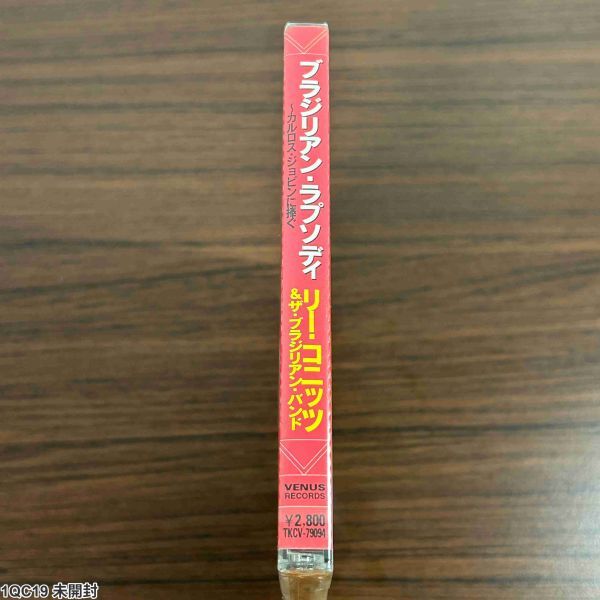 ブラジリアン・ラプソディ
～カルロス・ジョビンに捧ぐ
リー・コニッツ
&ザ・ブラジリアン・バンド
VENUS
RECORDS
¥2,800
TKCV-79094
1QC19 未開封